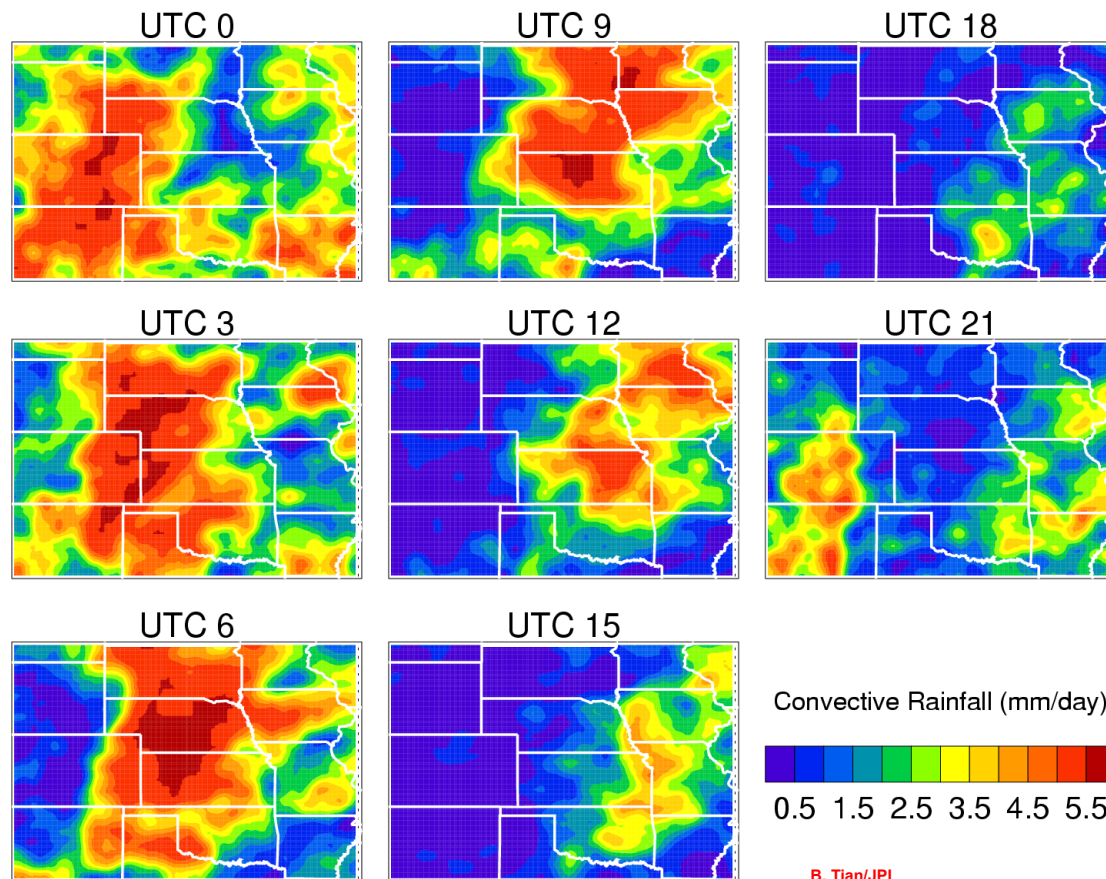 UTC 0
UTC 9
UTC 18
UTC 3
UTC 12
UTC 21
UTC 6
UTC 15
Convective Rainfall (mm/day)
0.5 1.5 2.5 3.5 4.5 5.5
B. Tian/JPL